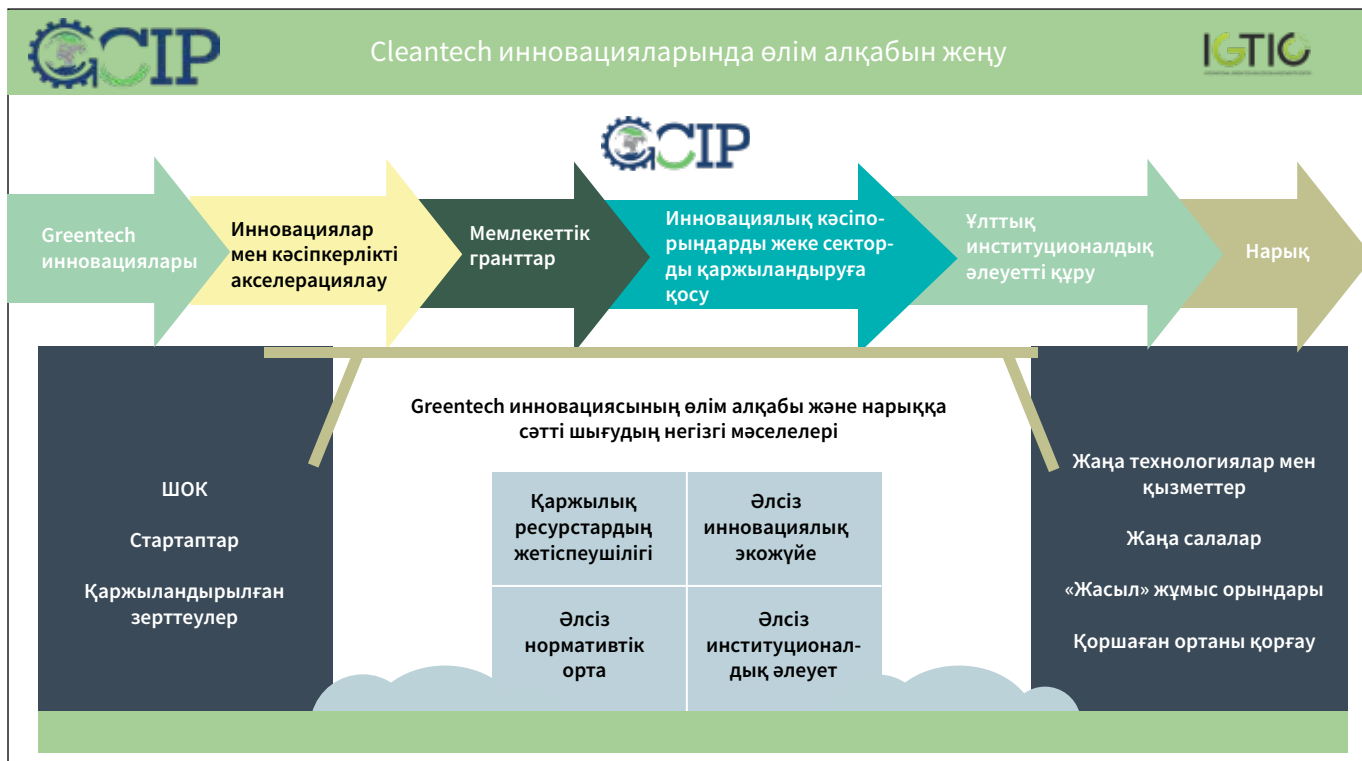 GCIP
Cleantech инновацияларында өлім алқабын жеңу
IGTIC
GCIP
Greentech
инновациялары
Инновациялар
мен кәсіпкерлікті
акселерациялау
Мемлекеттік
гранттар
Инновациялық кәсіпо-
рындарды жеке сектор-
ды қаржыландыруға
қосу
Ұлттық
институционалдық
әлеуетті құру
Нарық
Greentech инновациясының өлім алқабы және нарыққа
сәтті шығудың негізгі мәселелері
ШОК
Стартаптар
Қаржыландырылған
зерттеулер
Қаржылық
ресурстардың
жетіспеушілігі
Әлсіз
инновациялық
экожүйе
Әлсіз
нормативтік
орта
Әлсіз
институционал-
дық әлеует
Жаңа технологиялар мен
қызметтер
Жаңа салалар
«Жасыл» жұмыс орындары
Қоршаған ортаны қорғау